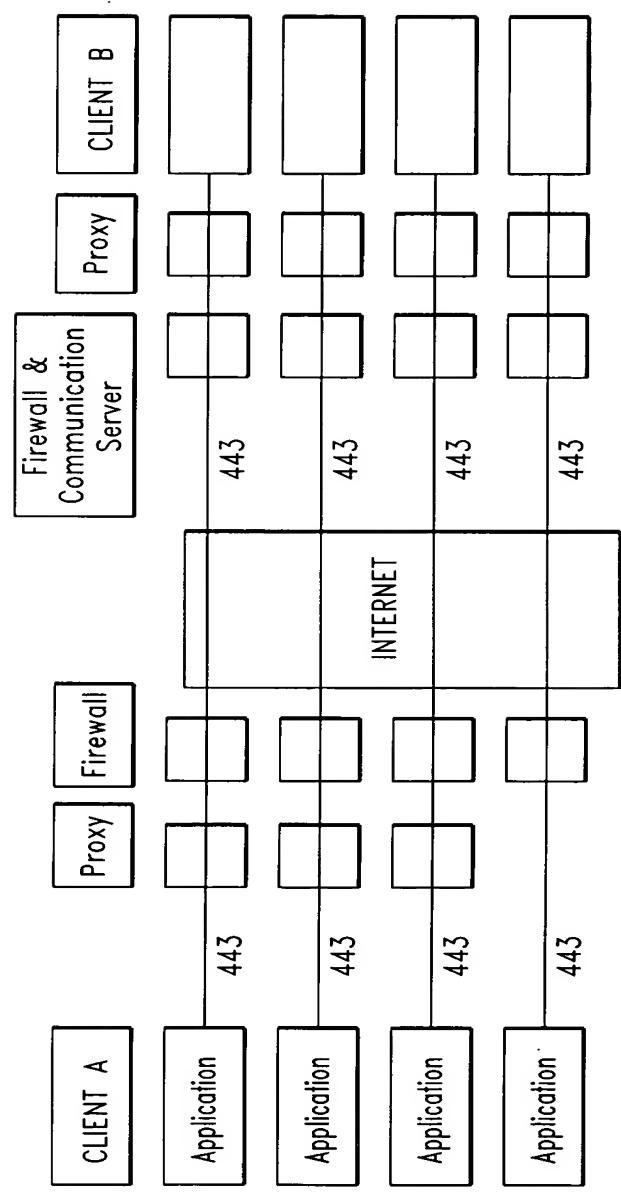 CLIENT A
Proxy
Firewall
Firewall &
Communication
Server
Proxy
CLIENT B
Application
443
443
Application
443
443
INTERNET
Application
443
443
Application
443
443